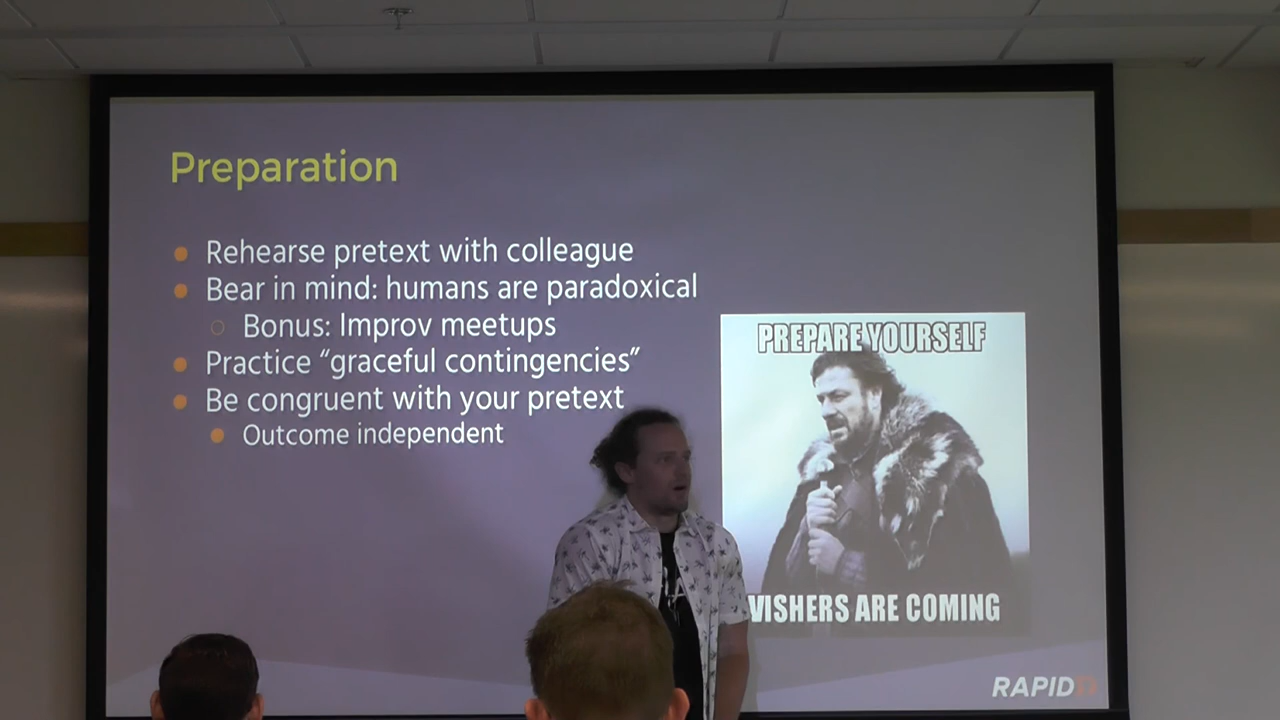 Preparation
Rehearse pretext with colleague
Bear in mind: humans are paradoxical
Bonus: Improv meetups
Practice “graceful contingencies”
Be congruent with your pretext
Outcome independent
PREPARE YOURSELF
VISHERS ARE COMING
RAPID7